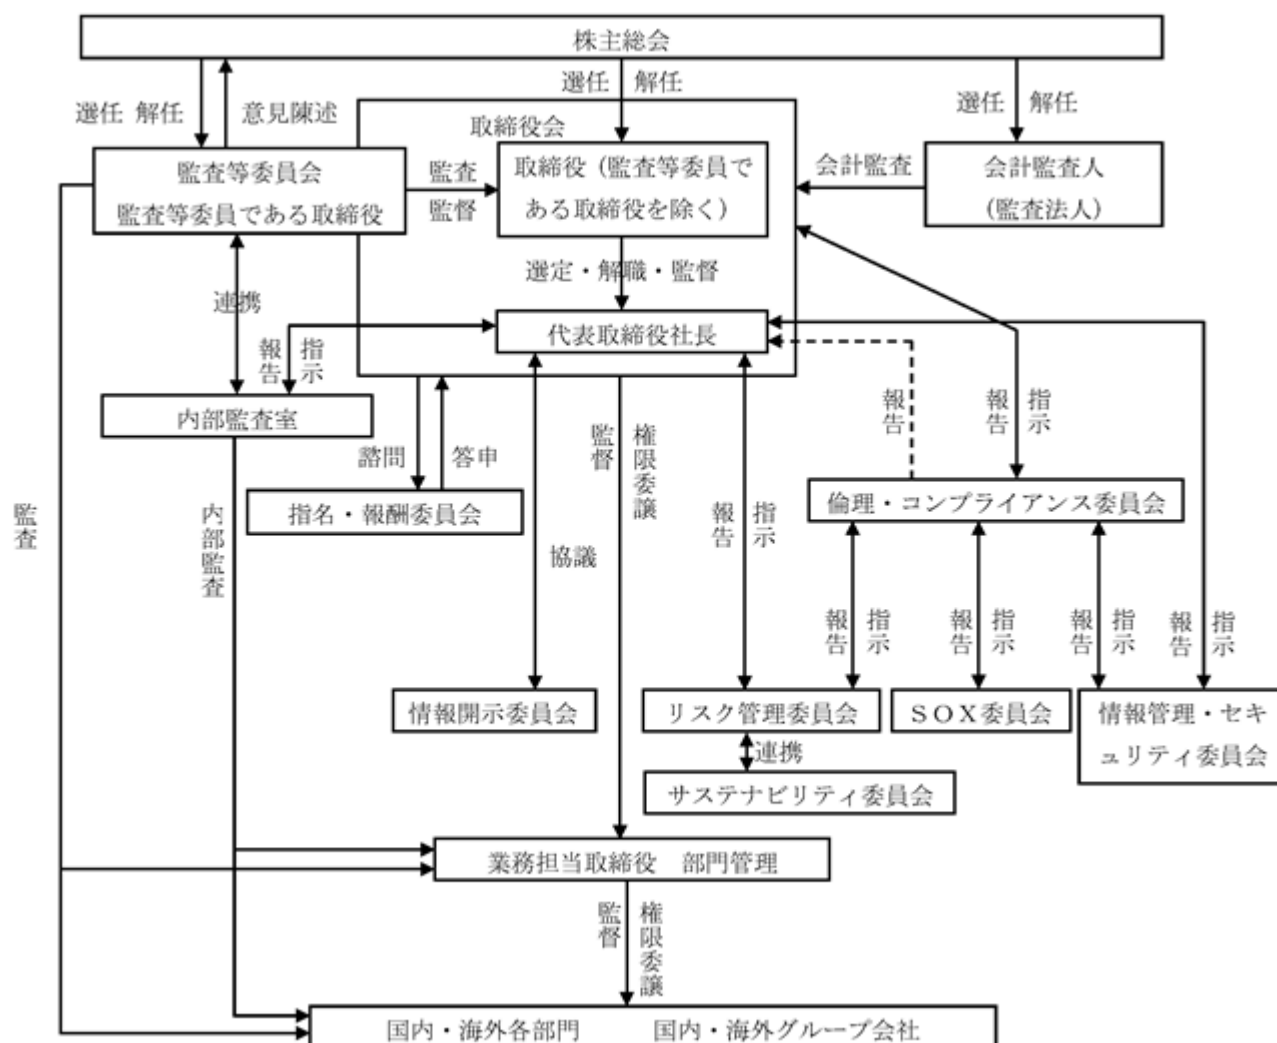 株主総会
選任 解任
意見陳述
選任 解任
選任 解任
取締役会
監査等委員会
監査等委員である取締役
監査
監督
取締役（監査等委員で
ある取締役を除く）
会計監査
会計監査人
（監査法人）
選定・解職・監督
連携
代表取締役社長
報告
指示
内部監査室
諮問
答申
監督
権限委譲
報告
報告
指示
指名・報酬委員会
倫理・コンプライアンス委員会
監査
内部監査
協議
報告
指示
報告
指示
報告
指示
報告
指示
報告
指示
情報開示委員会
リスク管理委員会
ＳＯＸ委員会
情報管理・セキ
ュリティ委員会
連携
サステナビリティ委員会
業務担当取締役　部門管理
監督
権限委譲
国内・海外各部門　　　国内・海外グループ会社